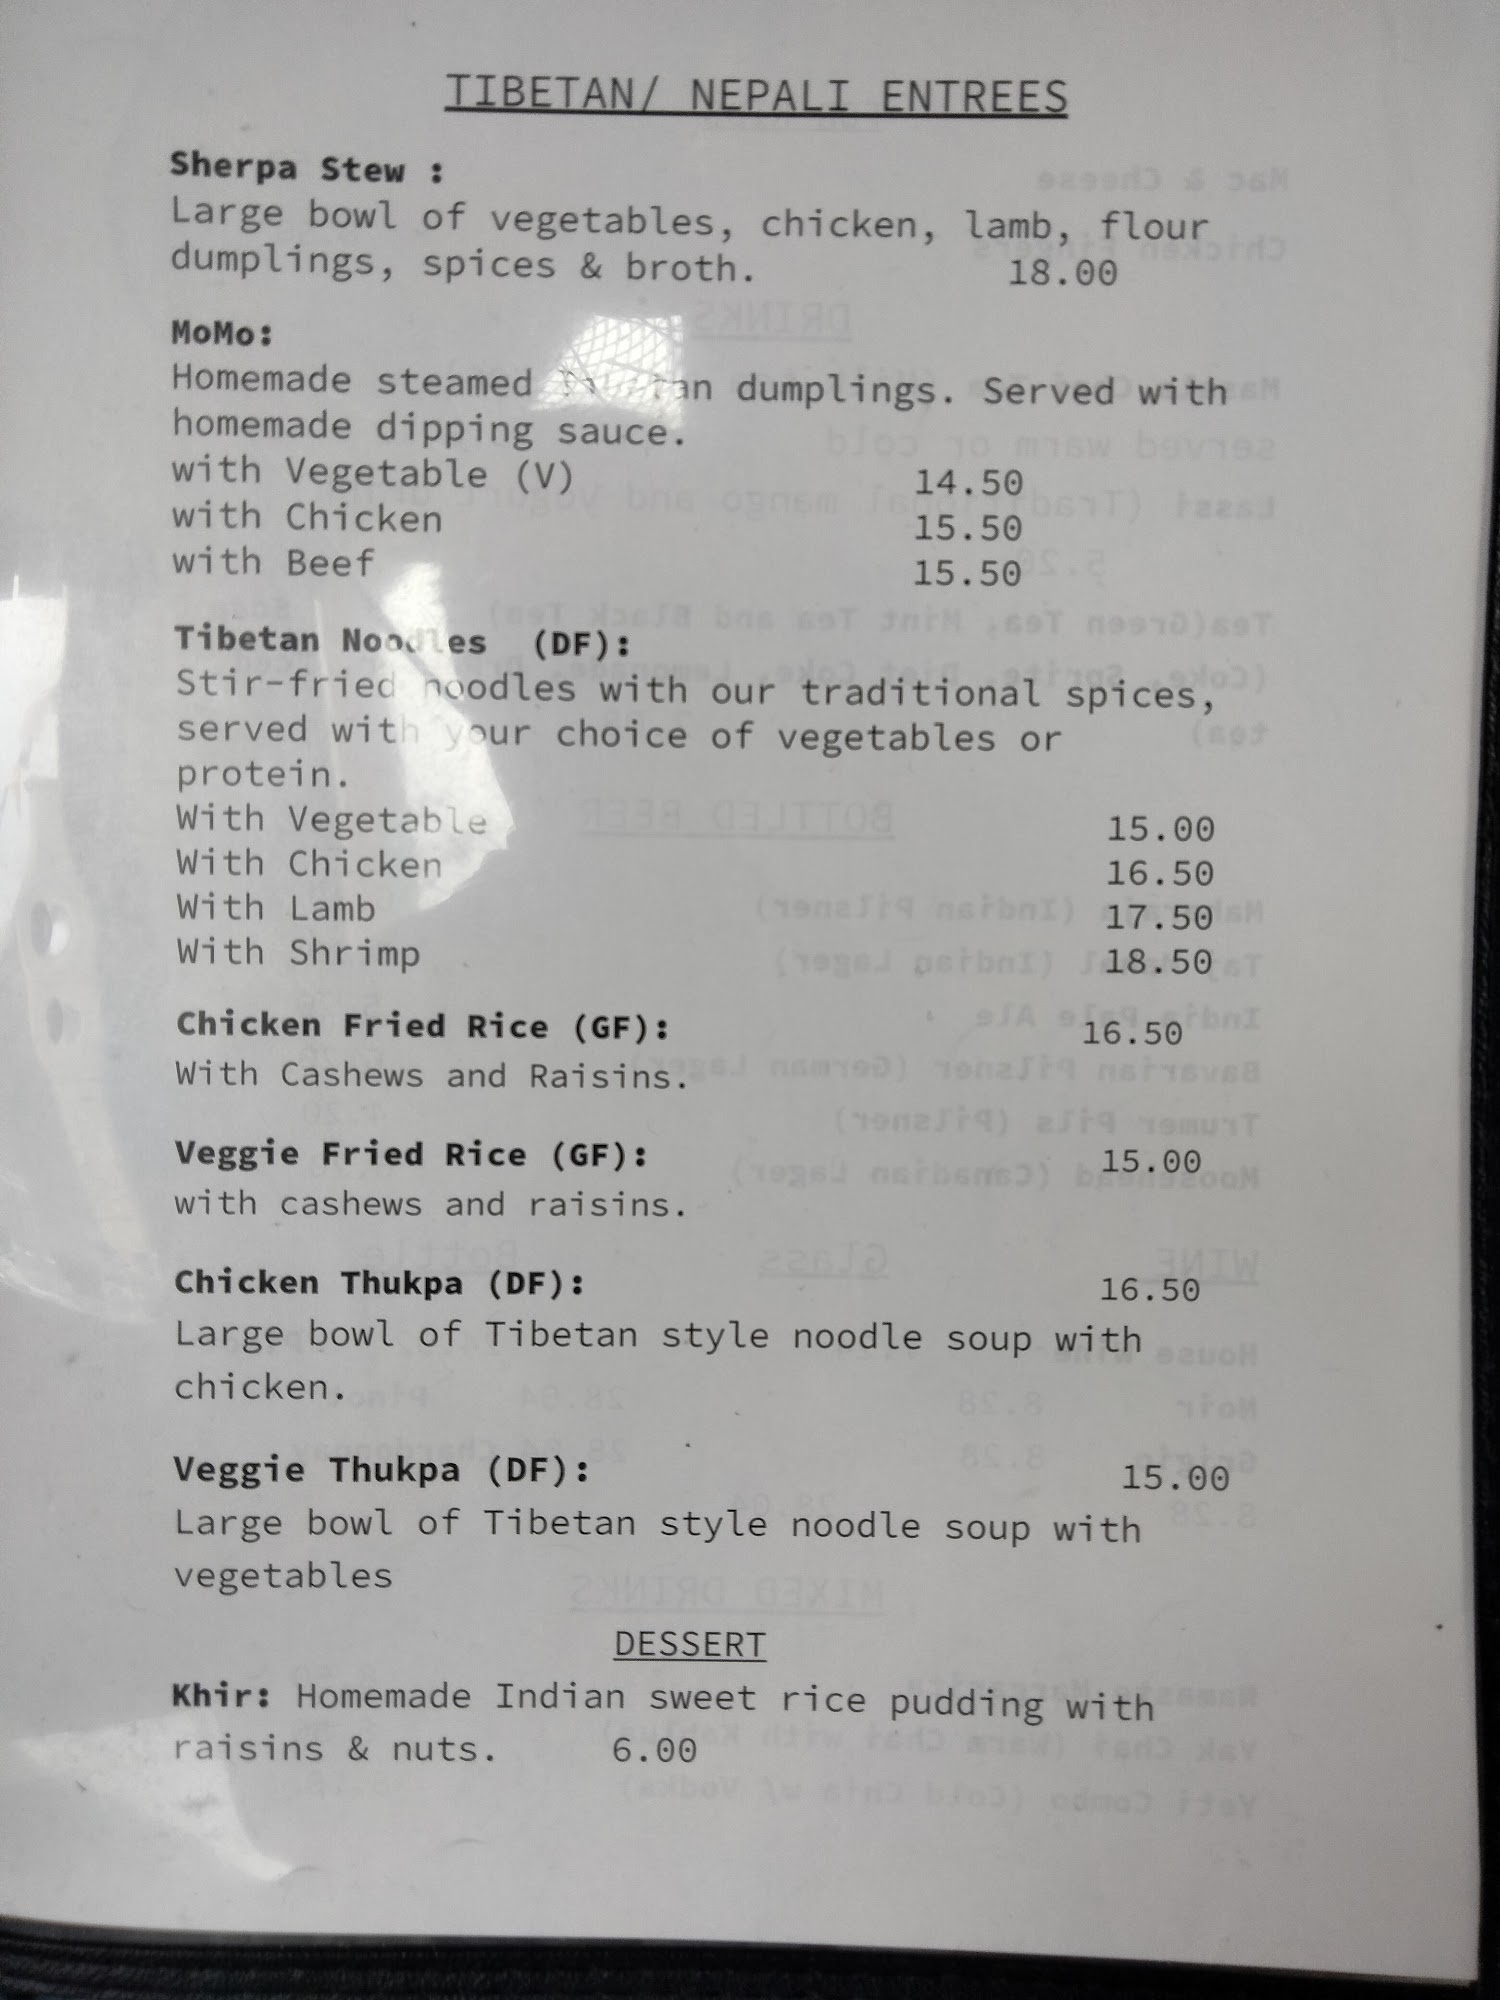 TIBETAN/ NEPALI ENTREES
Sherpa Stew :
Large bowl of vegetables, chicken, lamb, flour
dumplings, spices & broth. 18.00
MoMo:
Homemade steamed dumplings. Served with
homemade dipping sauce.
with Vegetable (V) 14.50
with Chicken 15.50
with Beef 15.50
Tibetan Noodles (DF):
Stir-fried noodles with our traditional spices,
served with your choice of vegetables or
protein.
With Vegetable 15.00
With Chicken 16.50
With Lamb 17.50
With Shrimp 18.50
Chicken Fried Rice (GF): 16.50
With Cashews and Raisins.
Veggie Fried Rice (GF): 15.00
with cashews and raisins.
Chicken Thukpa (DF): 16.50
Large bowl of Tibetan style noodle soup with
chicken.
Veggie Thukpa (DF): 15.00
Large bowl of Tibetan style noodle soup with
vegetables
DESSERT
Khir: Homemade Indian sweet rice pudding with
raisins & nuts. 6.00